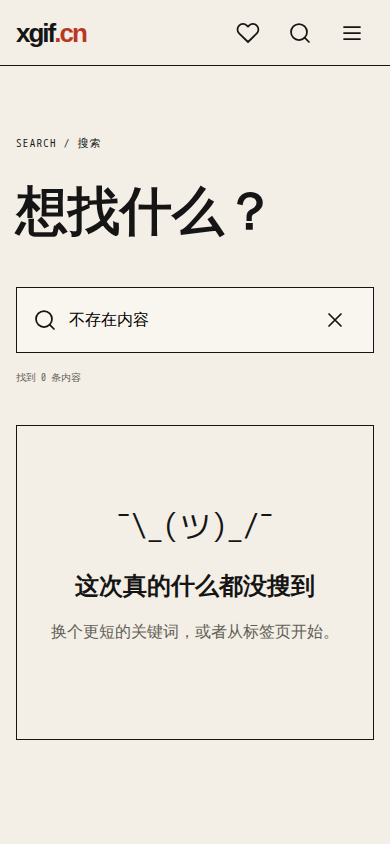 xgif.cn
SEARCH / 搜索
想找什么？
不存在内容
找到 0 条内容
¯\_(ツ)_/¯
这次真的什么都没搜到
换个更短的关键词，或者从标签页开始。